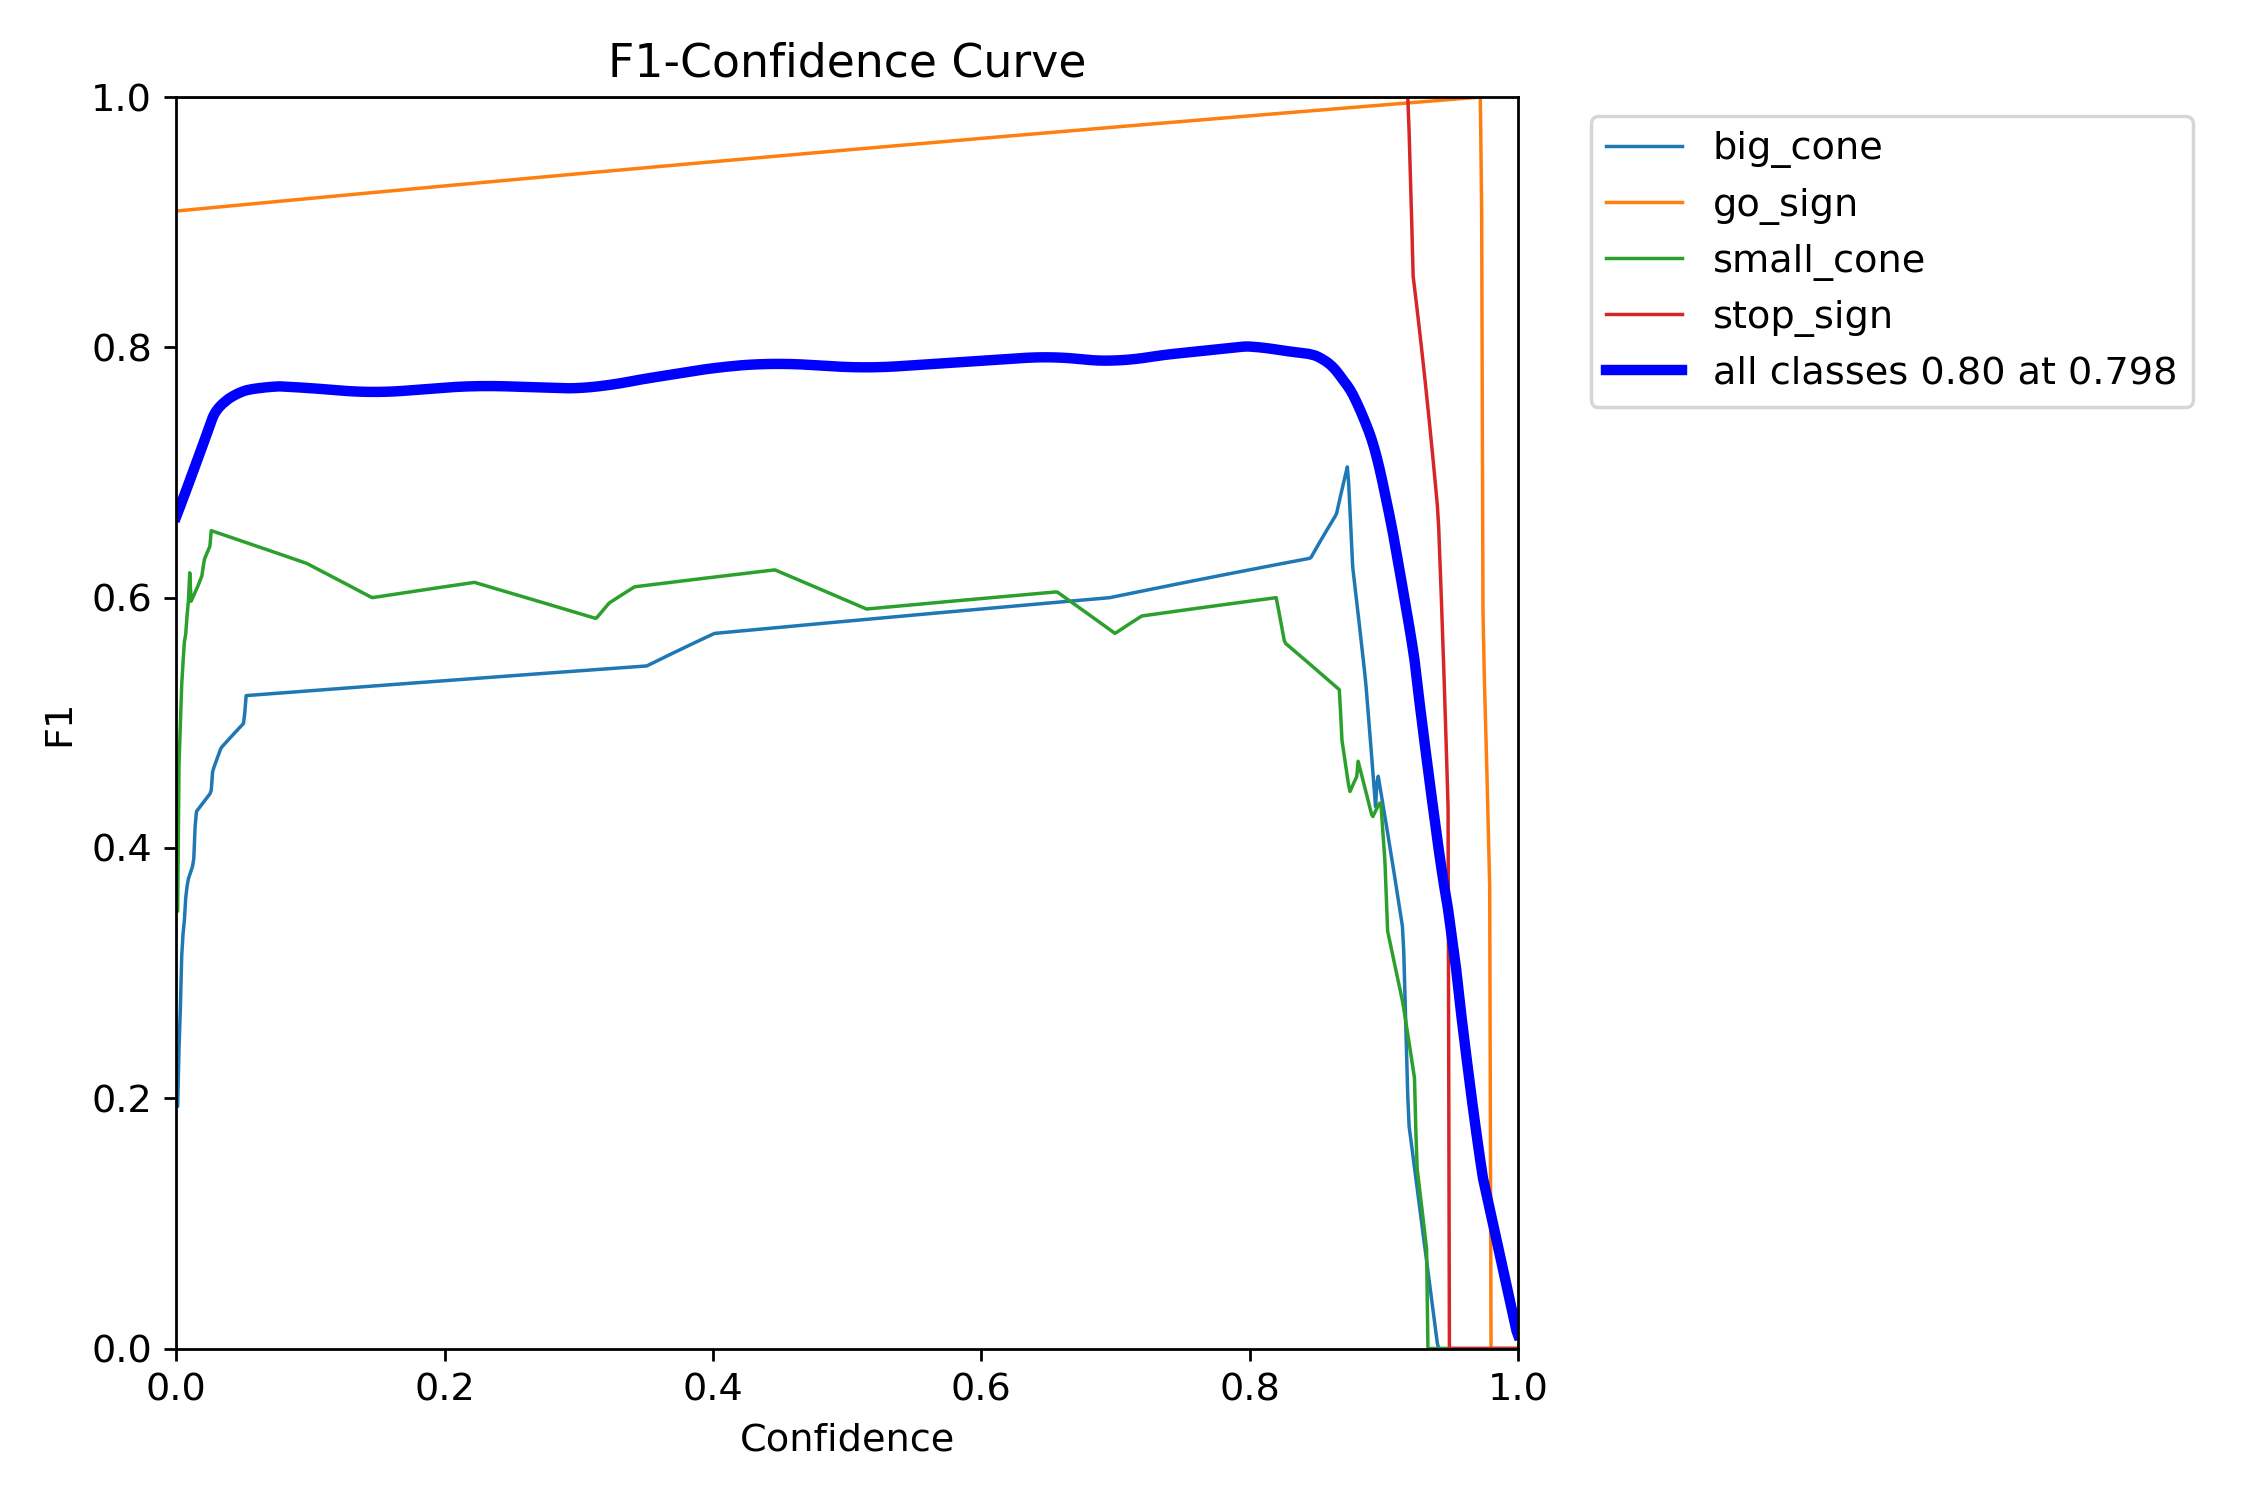 F1-Confidence Curve
1.0
0.8
0.6
0.4
0.2
0.0
F1
0.0 0.2 0.4 0.6 0.8 1.0
Confidence
big_cone
go_sign
small_cone
stop_sign
all classes 0.80 at 0.798